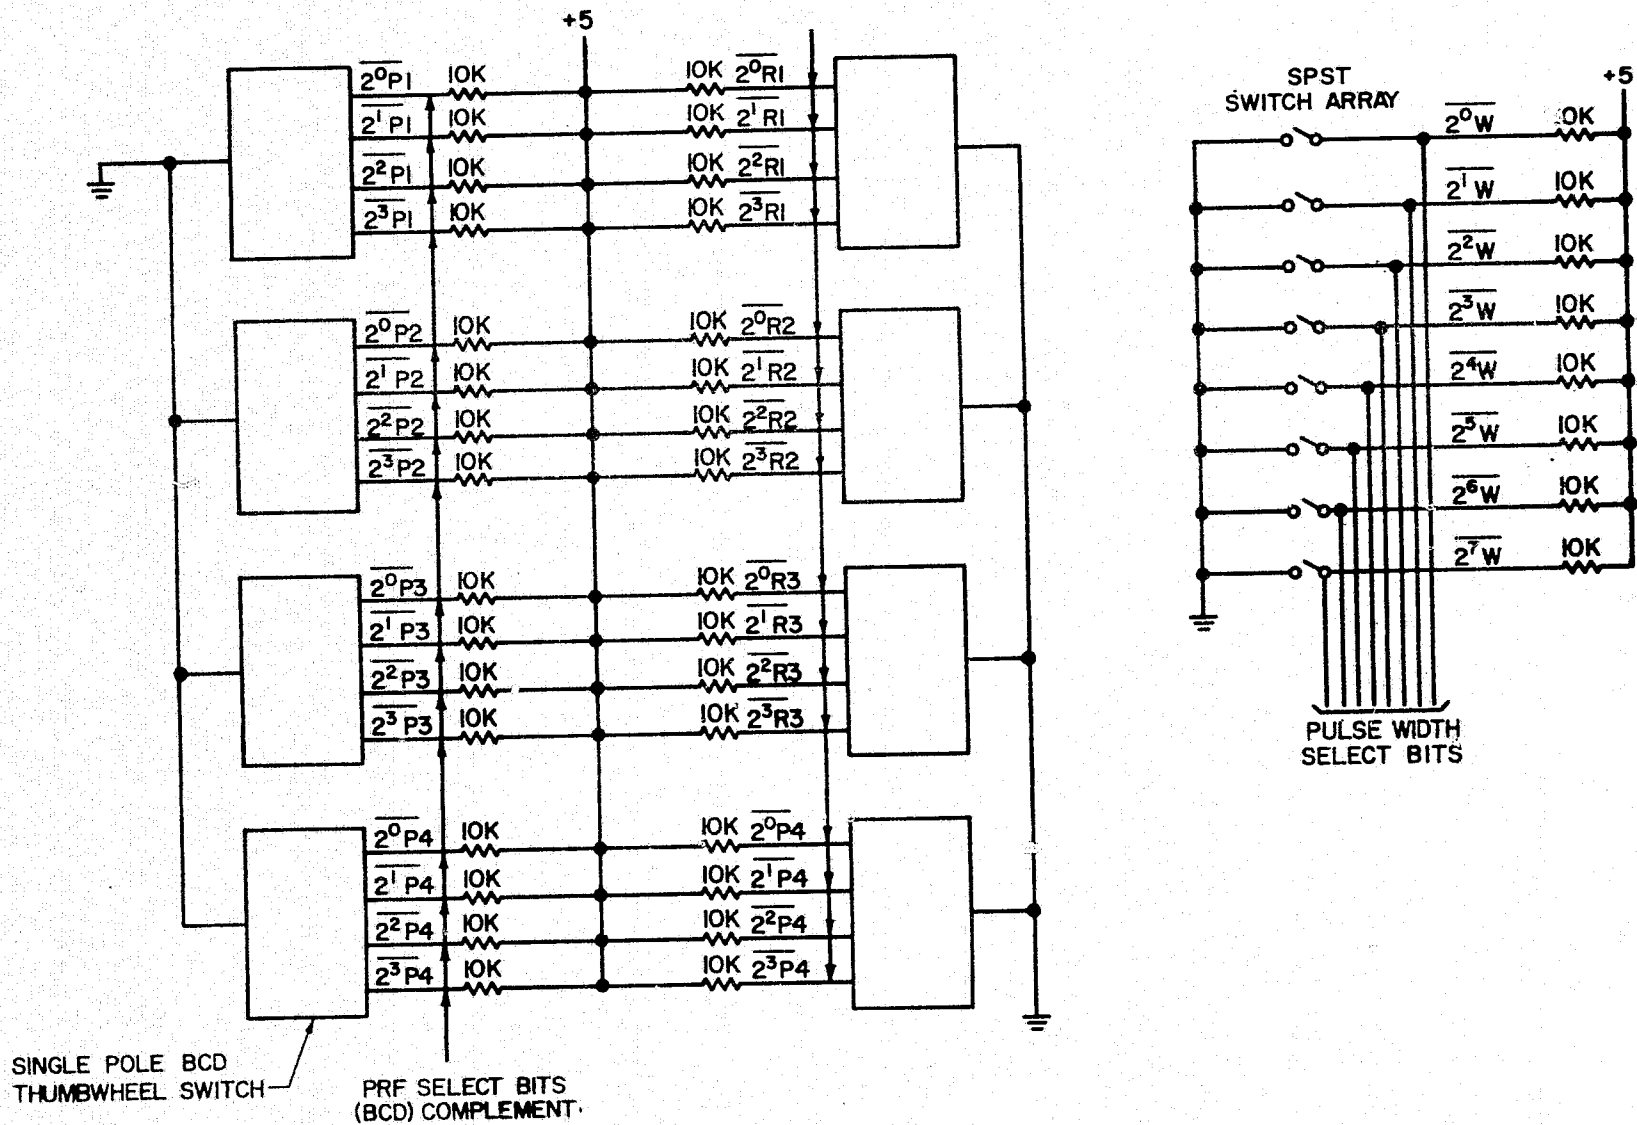 +5
2⁰P1 10K 10K 2⁰R1
2¹P1 10K 10K 2¹R1
2²P1 10K 10K 2²R1
2³P1 10K 10K 2³R1
2⁰P2 10K 10K 2⁰R2
2¹P2 10K 10K 2¹R2
2²P2 10K 10K 2²R2
2³P2 10K 10K 2³R2
2⁰P3 10K 10K 2⁰R3
2¹P3 10K 10K 2¹R3
2²P3 10K 10K 2²R3
2³P3 10K 10K 2³R3
2⁰P4 10K 10K 2⁰P4
2¹P4 10K 10K 2¹P4
2²P4 10K 10K 2²P4
2³P4 10K 10K 2³P4
SINGLE POLE BCD
THUMBWHEEL SWITCH
PRF SELECT BITS
(BCD) COMPLEMENT.
SPST
SWITCH ARRAY
+5
2⁰W 10K
2¹W 10K
2²W 10K
2³W 10K
2⁴W 10K
2⁵W 10K
2⁶W 10K
2⁷W 10K
PULSE WIDTH
SELECT BITS